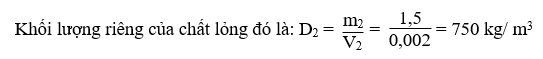 Khối lượng riêng của chất lỏng đó là: D₂ = m₂/V₂ = 1,5/0,002 = 750 kg/ m³